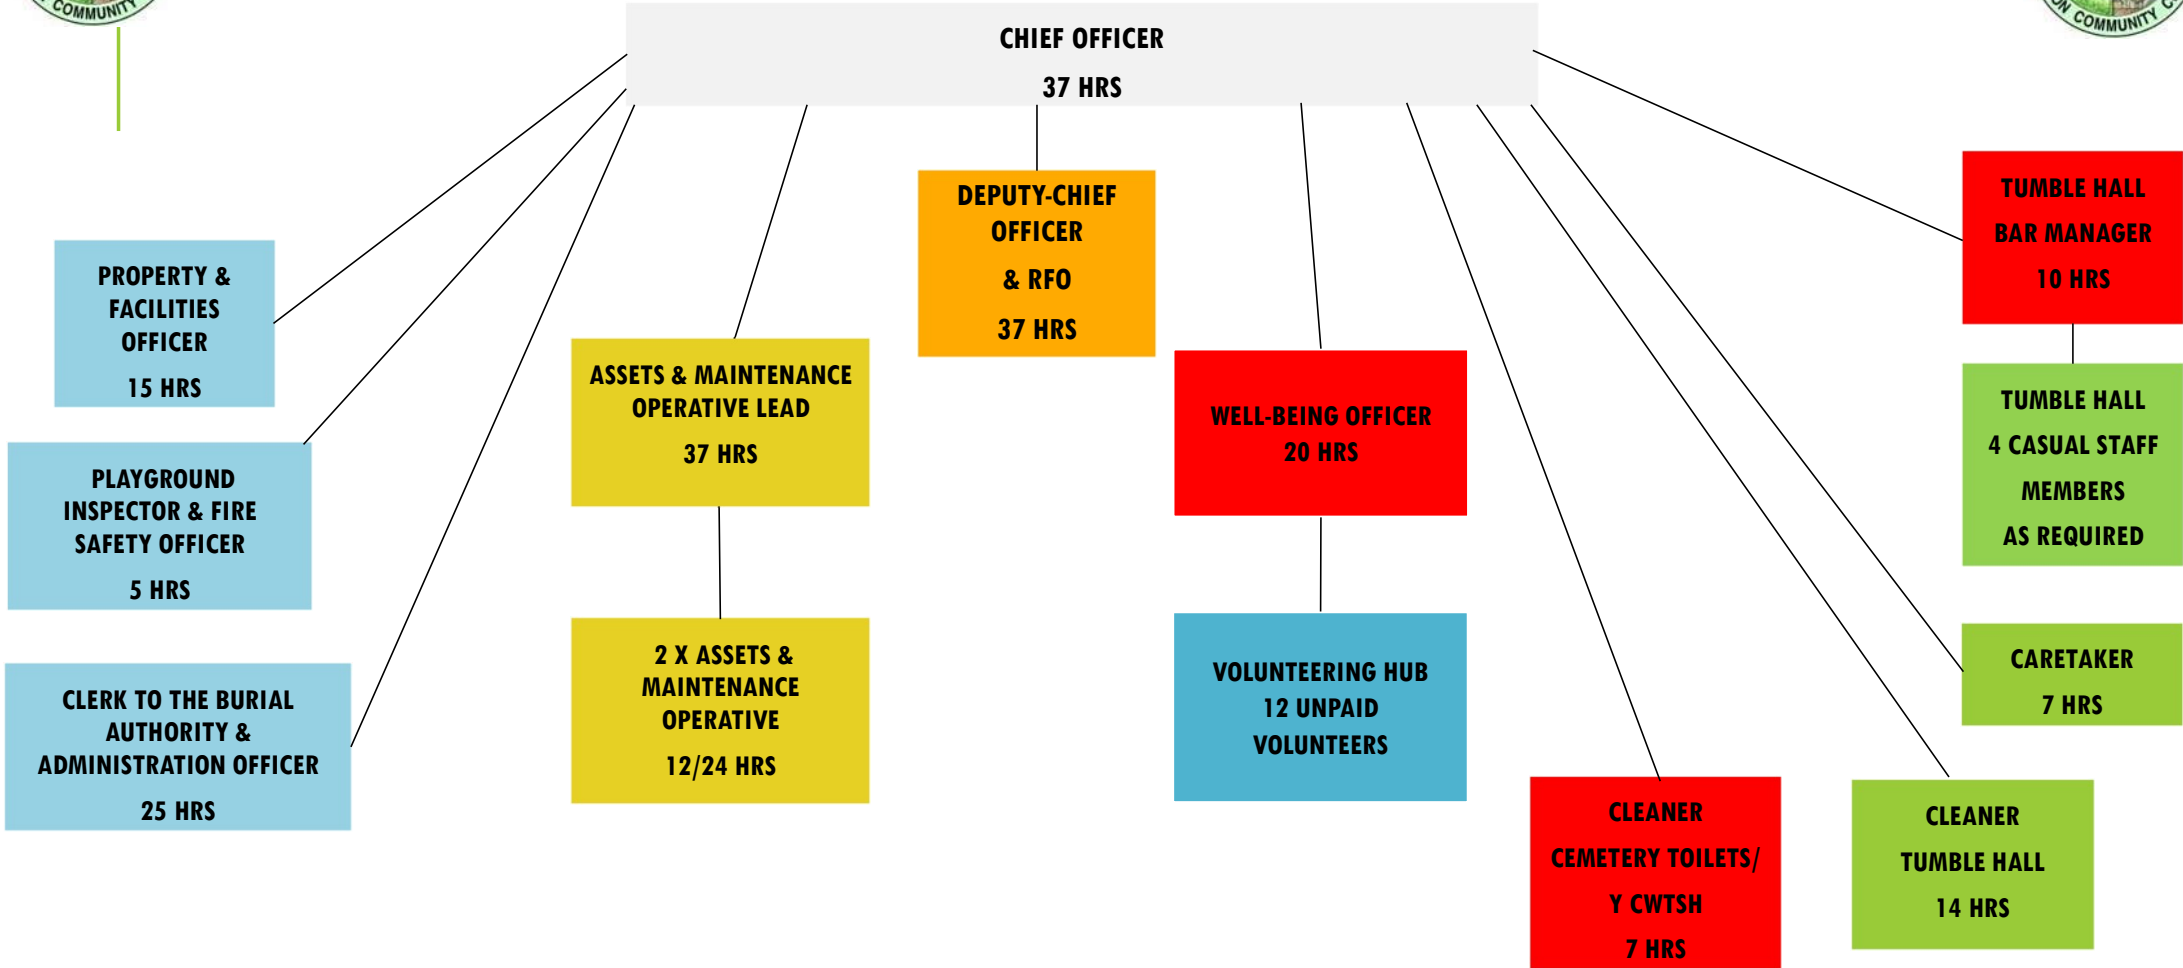 COMMUNITY
ON COMMUNITY CO
CHIEF OFFICER
37 HRS
DEPUTY-CHIEF
OFFICER
& RFO
37 HRS
TUMBLE HALL
BAR MANAGER
10 HRS
PROPERTY &
FACILITIES
OFFICER
15 HRS
ASSETS & MAINTENANCE
OPERATIVE LEAD
37 HRS
WELL-BEING OFFICER
20 HRS
TUMBLE HALL
4 CASUAL STAFF
MEMBERS
AS REQUIRED
PLAYGROUND
INSPECTOR & FIRE
SAFETY OFFICER
5 HRS
2 X ASSETS &
MAINTENANCE
OPERATIVE
12/24 HRS
VOLUNTEERING HUB
12 UNPAID
VOLUNTEERS
CARETAKER
7 HRS
CLERK TO THE BURIAL
AUTHORITY &
ADMINISTRATION OFFICER
25 HRS
CLEANER
CEMETERY TOILETS/
Y CWTSH
7 HRS
CLEANER
TUMBLE HALL
14 HRS